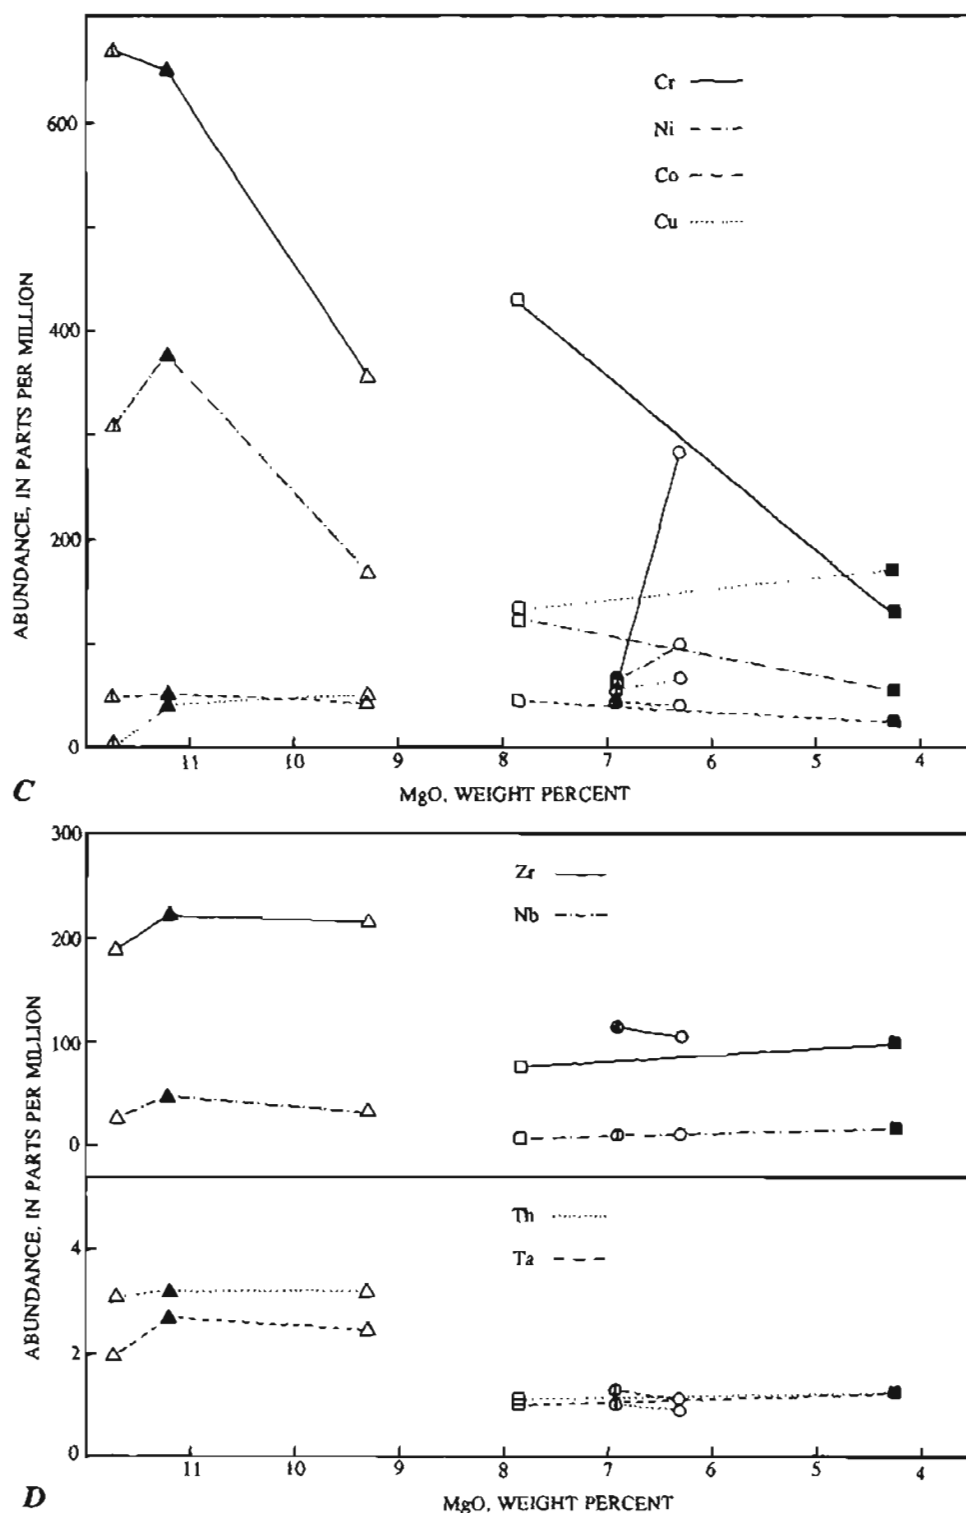 Cr
Ni
Co
Cu
600
400
200
0
ABUNDANCE, IN PARTS PER MILLION
11 10 9 8 7 6 5 4
C
MgO, WEIGHT PERCENT
300
200
100
0
Zr
Nb
Th
Ta
4
2
0
ABUNDANCE, IN PARTS PER MILLION
11 10 9 8 7 6 5 4
D
MgO, WEIGHT PERCENT